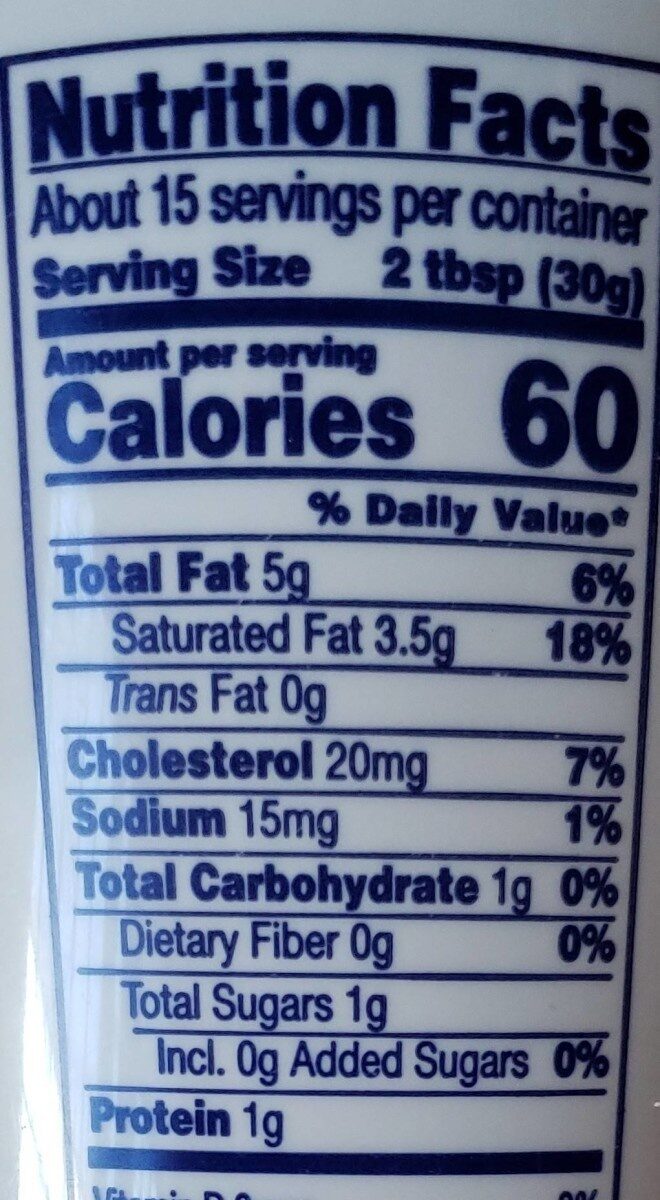 Nutrition Facts
About 15 servings per container
Serving Size 2 tbsp (30g)
Amount per serving
Calories 60
% Daily Value*
Total Fat 5g 6%
Saturated Fat 3.5g 18%
Trans Fat 0g
Cholesterol 20mg 7%
Sodium 15mg 1%
Total Carbohydrate 1g 0%
Dietary Fiber 0g 0%
Total Sugars 1g
Incl. 0g Added Sugars 0%
Protein 1g